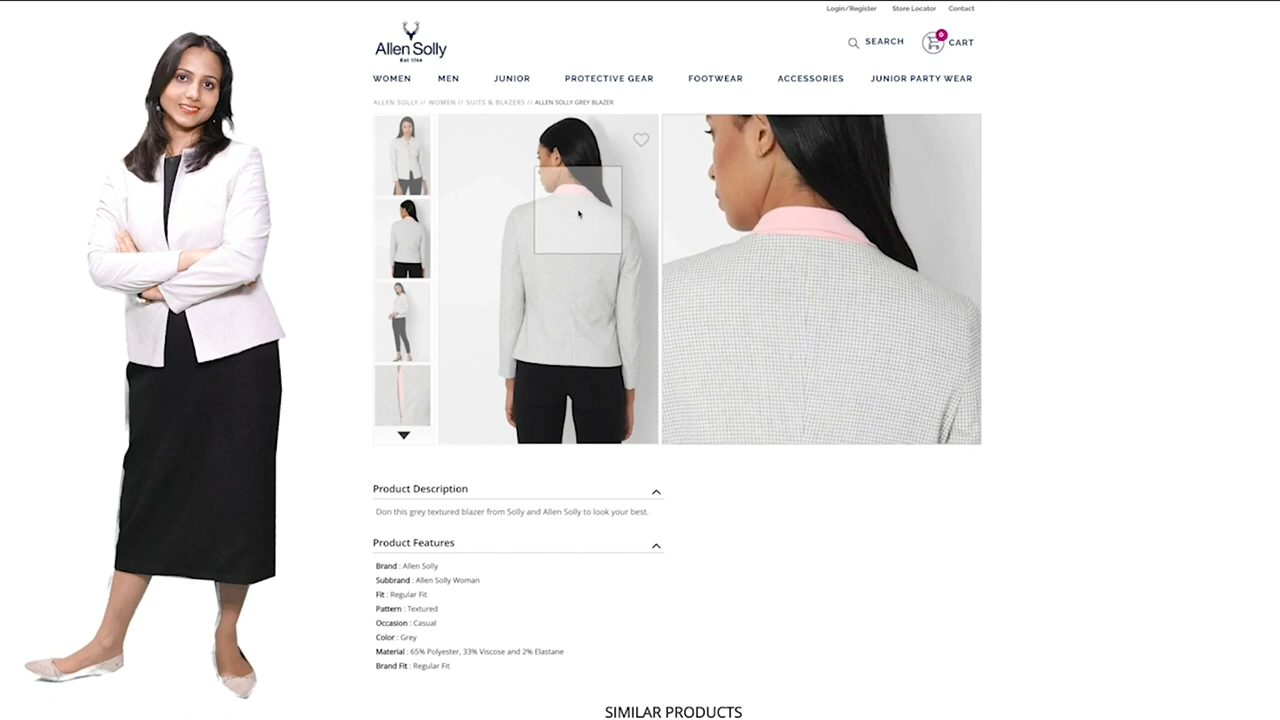 Login/Register Store Locator Contact
Allen Solly
Est. 1744
SEARCH 0 CART
WOMEN MEN JUNIOR PROTECTIVE GEAR FOOTWEAR ACCESSORIES JUNIOR PARTY WEAR
ALLEN SOLLY // WOMEN // SUITS & BLAZERS // ALLEN SOLLY GREY BLAZER
Product Description
Don this grey textured blazer from Solly and Allen Solly to look your best.
Product Features
Brand : Allen Solly
Subbrand : Allen Solly Woman
Fit : Regular Fit
Pattern : Textured
Occasion : Casual
Color : Grey
Material : 65% Polyester, 33% Viscose and 2% Elastane
Brand Fit : Regular Fit
SIMILAR PRODUCTS